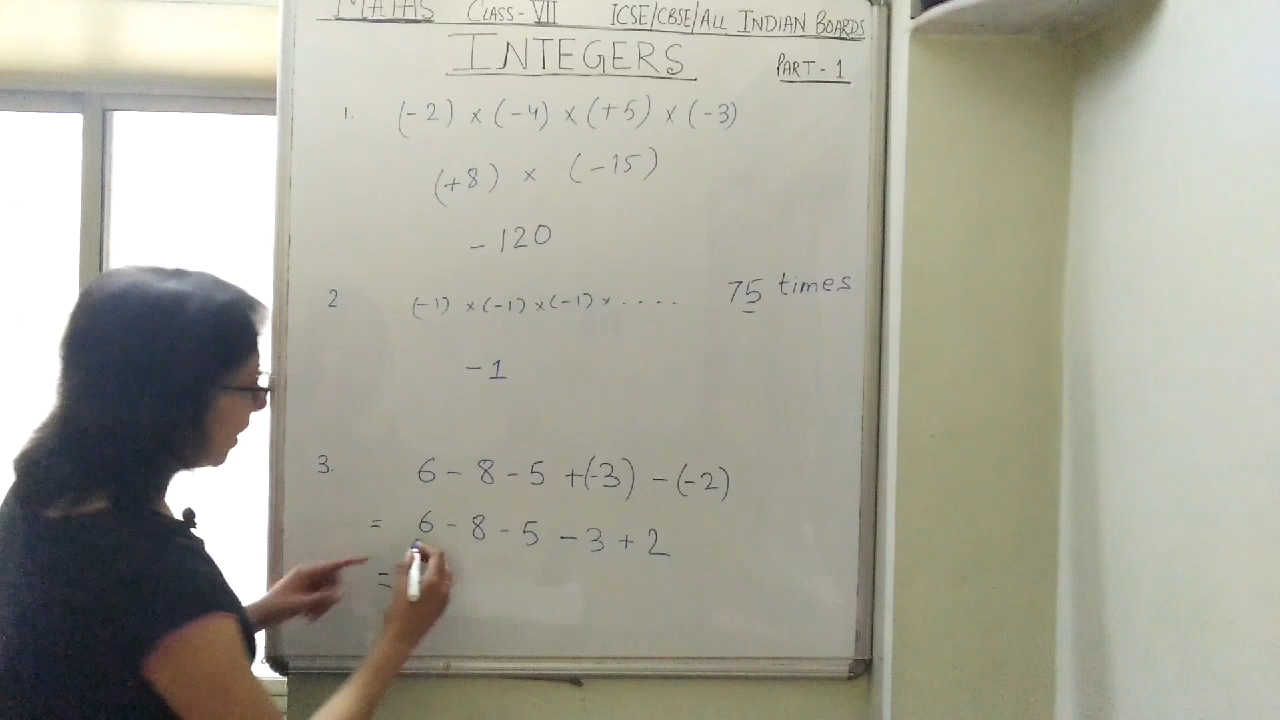 MATHS CLASS-VII ICSE/CBSE/ALL INDIAN BOARDS
INTEGERS
PART - 1
1. (-2) × (-4) × (+5) × (-3)
(+8) × (-15)
-120
2 (-1) × (-1) × (-1) × . . . . 75 times
-1
3. 6 - 8 - 5 +(-3) - (-2)
= 6 - 8 - 5 - 3 + 2
=